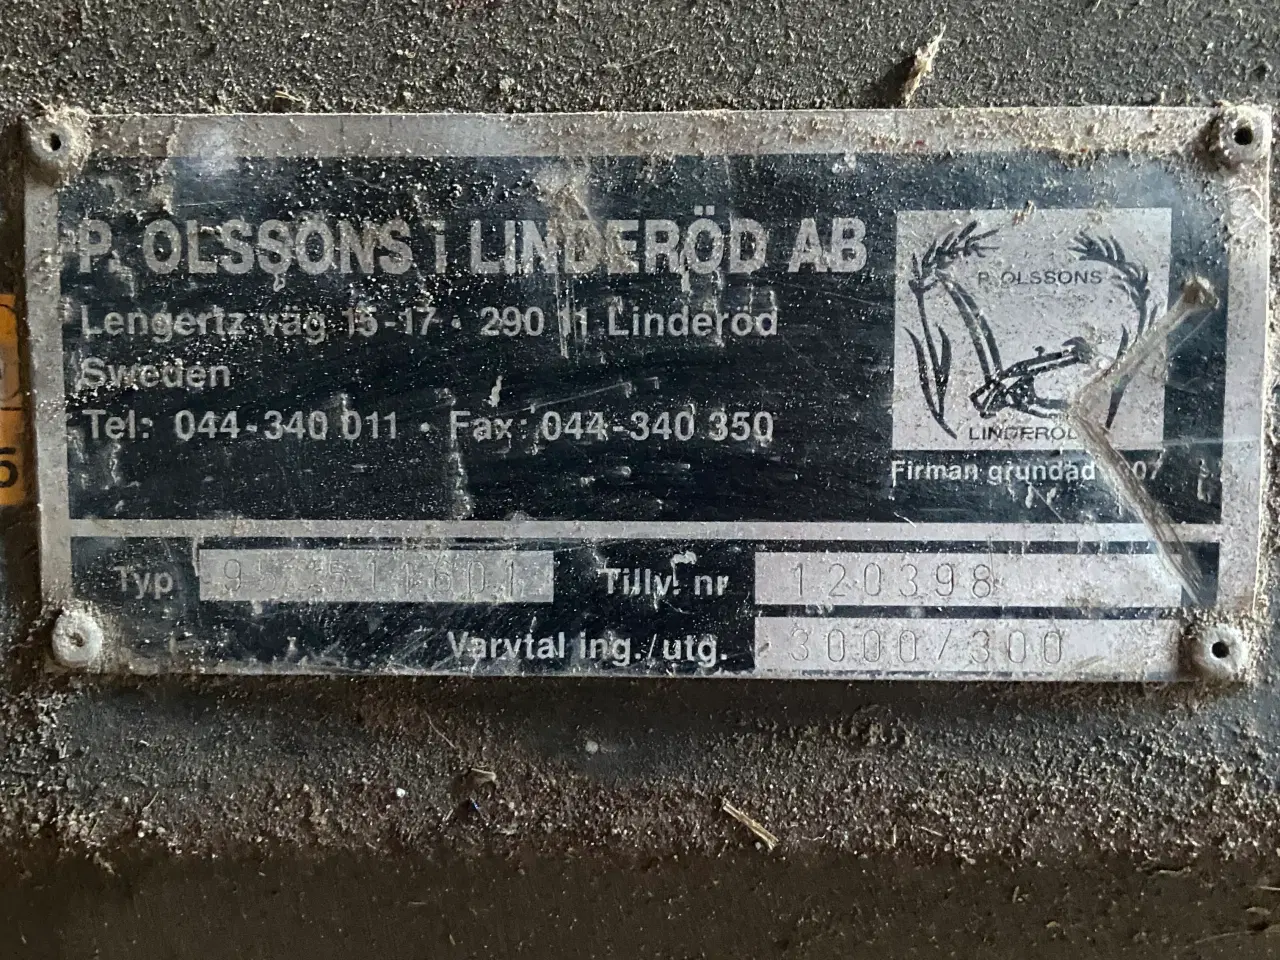 P. OLSSONS i LINDERÖD AB
Lengertz väg 15-17 • 290 11 Linderöd
Sweden
Tel: 044-340 011 • Fax: 044-340 350
P. OLSSONS
LINDERÖD
Firman grundad
Typ
Tillv. nr 120398
Varvtal ing./utg. 3000/300